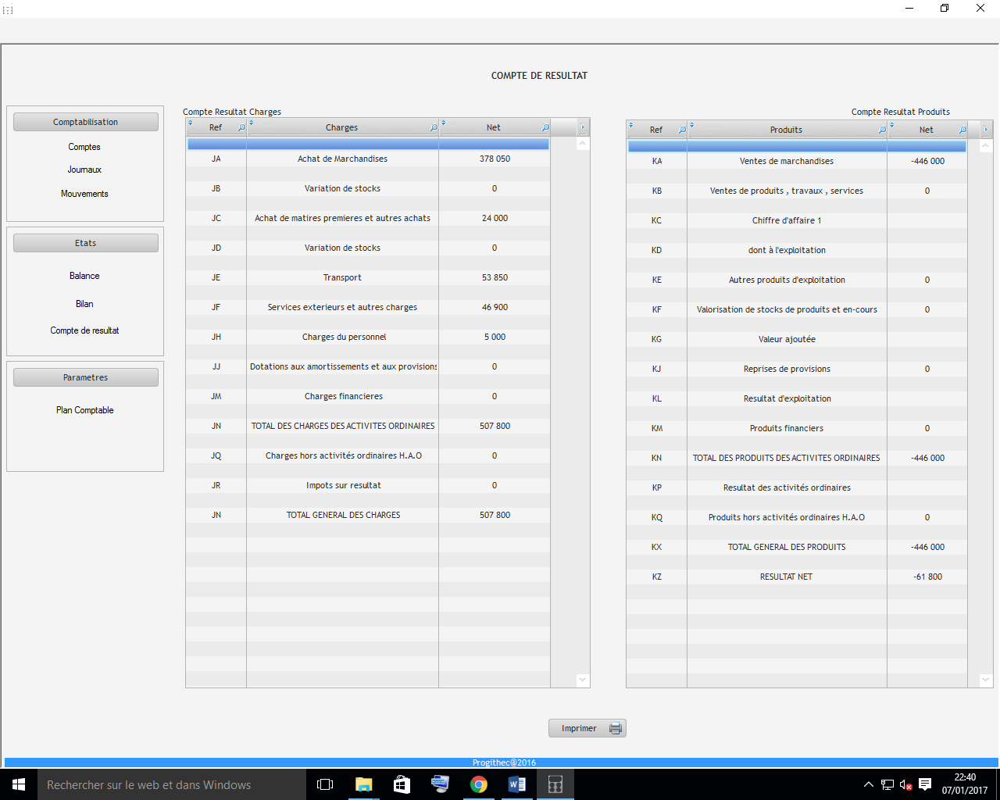 COMPTE DE RESULTAT
Comptabilisation
Comptes
Journaux
Mouvements
Etats
Balance
Bilan
Compte de resultat
Parametres
Plan Comptable
Compte Resultat Charges
Ref Charges Net
JA Achat de Marchandises 378 050
JB Variation de stocks 0
JC Achat de matires premieres et autres achats 24 000
JD Variation de stocks 0
JE Transport 53 850
JF Services exterieurs et autres charges 46 900
JH Charges du personnel 5 000
JJ Dotations aux amortissements et aux provisions 0
JM Charges financieres 0
JN TOTAL DES CHARGES DES ACTIVITES ORDINAIRES 507 800
JQ Charges hors activités ordinaires H.A.O 0
JR Impots sur resultat 0
JN TOTAL GENERAL DES CHARGES 507 800
Compte Resultat Produits
Ref Produits Net
KA Ventes de marchandises -446 000
KB Ventes de produits , travaux , services 0
KC Chiffre d'affaire 1
KD dont à l'exploitation
KE Autres produits d'exploitation 0
KF Valorisation de stocks de produits et en-cours 0
KG Valeur ajoutée
KJ Reprises de provisions 0
KL Resultat d'exploitation
KM Produits financiers 0
KN TOTAL DES PRODUITS DES ACTIVITES ORDINAIRES -446 000
KP Resultat des activités ordinaires
KQ Produits hors activités ordinaires H.A.O 0
KX TOTAL GENERAL DES PRODUITS -446 000
KZ RESULTAT NET -61 800
Imprimer
Progithec@2016
Rechercher sur le web et dans Windows
22:40
07/01/2017